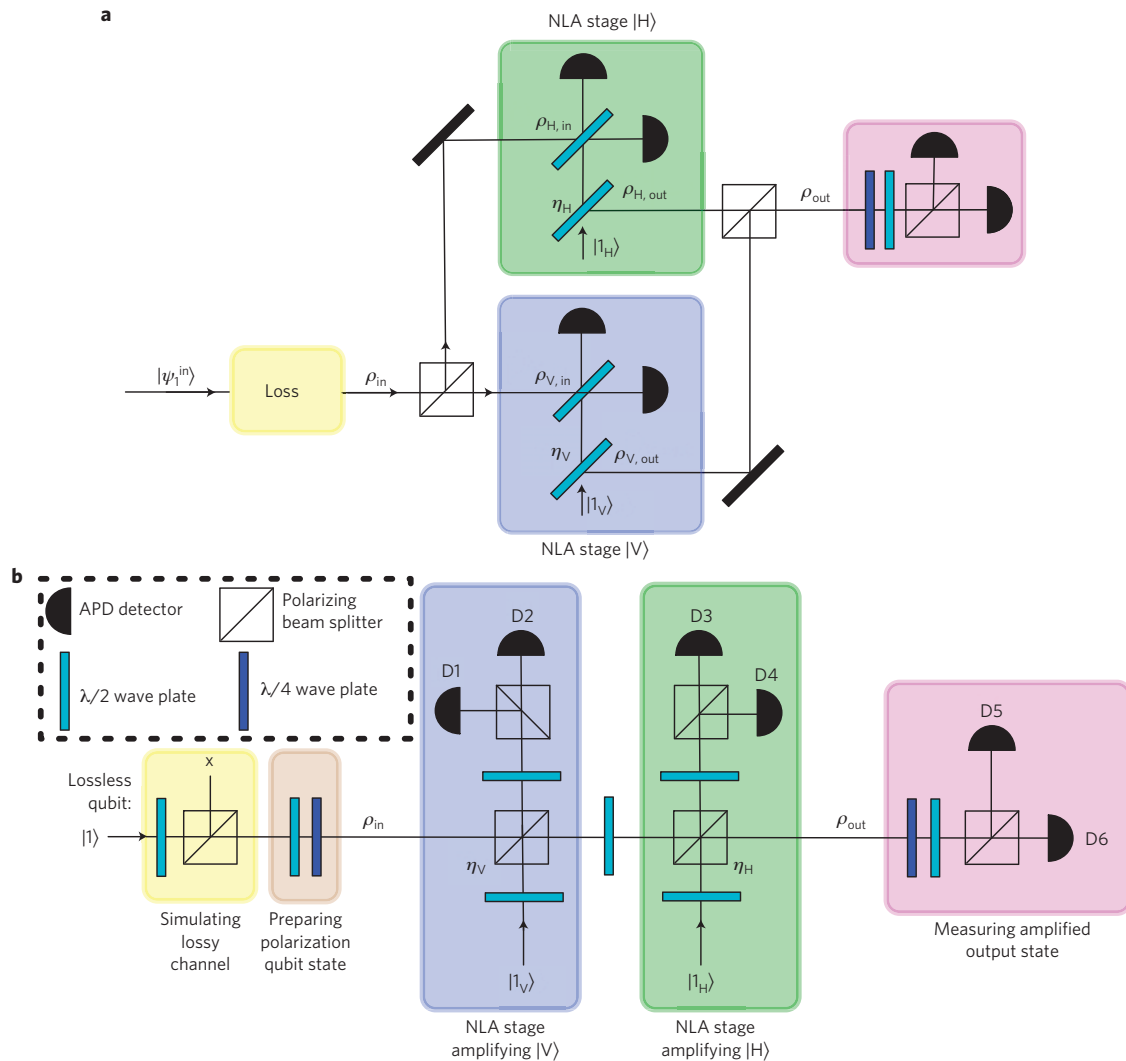 a
NLA stage |H⟩
ρH, in
ρH, out
ηH
|1H⟩
ρout
|ψ1in⟩
Loss
ρin
ρV, in
ηV
ρV, out
|1V⟩
NLA stage |V⟩
b
APD detector
Polarizing
beam splitter
λ/2 wave plate
λ/4 wave plate
D2
D1
D3
D4
D5
D6
Lossless
qubit:
|1⟩
x
ρin
ηV
ηH
ρout
|1V⟩
|1H⟩
Simulating
lossy
channel
Preparing
polarization
qubit state
NLA stage
amplifying |V⟩
NLA stage
amplifying |H⟩
Measuring amplified
output state